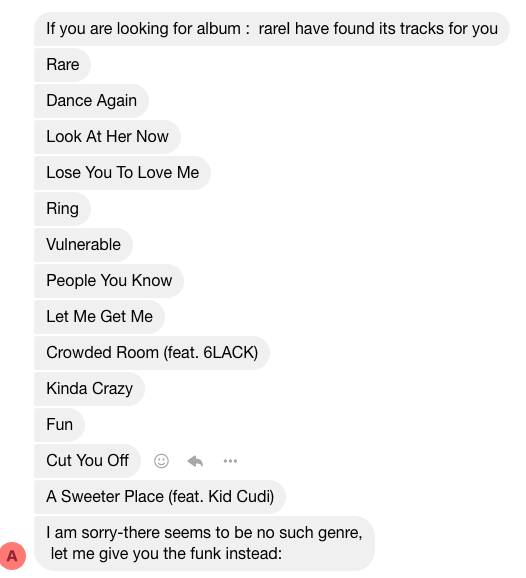 If you are looking for album :  rareI have found its tracks for you
Rare
Dance Again
Look At Her Now
Lose You To Love Me
Ring
Vulnerable
People You Know
Let Me Get Me
Crowded Room (feat. 6LACK)
Kinda Crazy
Fun
Cut You Off
A Sweeter Place (feat. Kid Cudi)
I am sorry-there seems to be no such genre,
let me give you the funk instead:
A